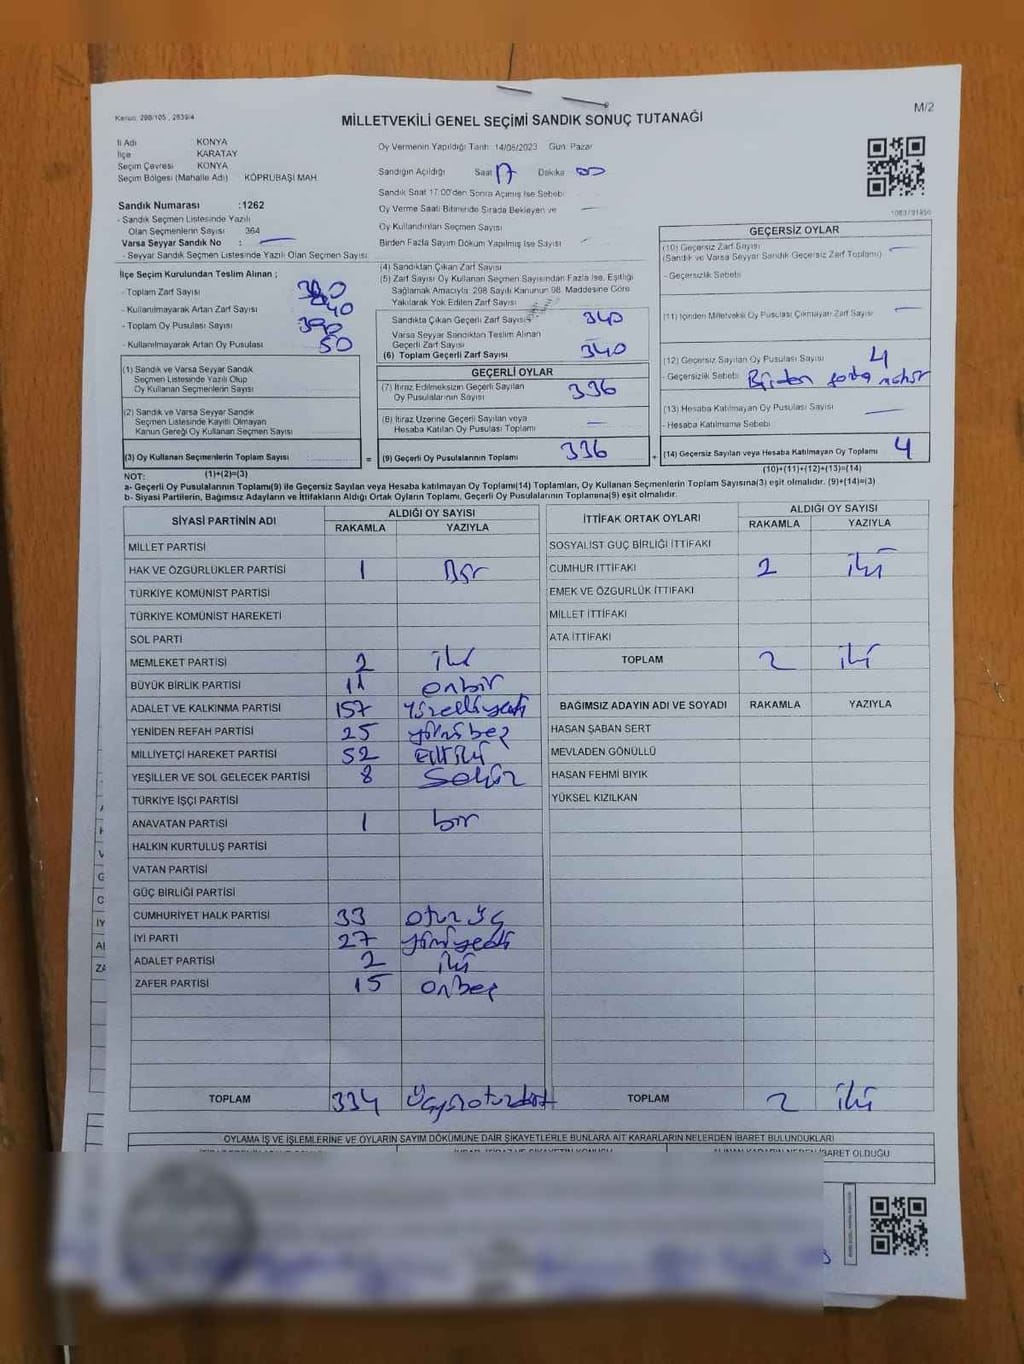 Kanun: 298/105, 2839/4
M/2
MİLLETVEKİLİ GENEL SEÇİMİ SANDIK SONUÇ TUTANAĞI
İl Adı KONYA
İlçe KARATAY
Seçim Çevresi KONYA
Seçim Bölgesi (Mahalle Adı) KÖPRÜBAŞI MAH.
Sandık Numarası :1262
- Sandık Seçmen Listesinde Yazılı
Olan Seçmenlerin Sayısı 364
Varsa Seyyar Sandık No :
- Seyyar Sandık Seçmen Listesinde Yazılı Olan Seçmen Sayısı
Oy Vermenin Yapıldığı Tarih: 14/05/2023 Gün: Pazar
Sandığın Açıldığı Saat 17 Dakika 00
Sandık Saat 17:00'den Sonra Açılmış İse Sebebi
Oy Verme Saati Bitiminde Sırada Bekleyen ve
Oy Kullandırılan Seçmen Sayısı
Birden Fazla Sayım Döküm Yapılmış İse Sayısı
İlçe Seçim Kurulundan Teslim Alınan ;
- Toplam Zarf Sayısı
- Kullanılmayarak Artan Zarf Sayısı 40
- Toplam Oy Pusulası Sayısı 390
- Kullanılmayarak Artan Oy Pusulası 50
(1) Sandık ve Varsa Seyyar Sandık
Seçmen Listesinde Yazılı Olup
Oy Kullanan Seçmenlerin Sayısı
(2) Sandık ve Varsa Seyyar Sandık
Seçmen Listesinde Kayıtlı Olmayan
Kanun Gereği Oy Kullanan Seçmen Sayısı
(3) Oy Kullanan Seçmenlerin Toplam Sayısı
(4) Sandıktan Çıkan Zarf Sayısı
(5) Zarf Sayısı Oy Kullanan Seçmen Sayısından Fazla İse, Eşitliği
Sağlamak Amacıyla 298 Sayılı Kanunun 98. Maddesine Göre
Yakılarak Yok Edilen Zarf Sayısı
Sandıkta Çıkan Geçerli Zarf Sayısı 340
Varsa Seyyar Sandıktan Teslim Alınan
Geçerli Zarf Sayısı
(6) Toplam Geçerli Zarf Sayısı 340
GEÇERLİ OYLAR
(7) İtiraz Edilmeksizin Geçerli Sayılan
Oy Pusulalarının Sayısı 336
(8) İtiraz Üzerine Geçerli Sayılan veya
Hesaba Katılan Oy Pusulası Toplamı
= (9) Geçerli Oy Pusulalarının Toplamı 336 +
1083791950
GEÇERSİZ OYLAR
(10) Geçersiz Zarf Sayısı
(Sandık ve Varsa Seyyar Sandık Geçersiz Zarf Toplamı)
- Geçersizlik Sebebi
(11) İçinden Milletvekili Oy Pusulası Çıkmayan Zarf Sayısı
(12) Geçersiz Sayılan Oy Pusulası Sayısı 4
- Geçersizlik Sebebi Birden fazla mühür
(13) Hesaba Katılmayan Oy Pusulası Sayısı
- Hesaba Katılmama Sebebi
(14) Geçersiz Sayılan veya Hesaba Katılmayan Oy Toplamı 4
NOT: (1)+(2)=(3) (10)+(11)+(12)+(13)=(14)
a- Geçerli Oy Pusulalarının Toplamı(9) ile Geçersiz Sayılan veya Hesaba Katılmayan Oy Toplamı(14) Toplamları, Oy Kullanan Seçmenlerin Toplam Sayısına(3) eşit olmalıdır. (9)+(14)=(3)
b- Siyasi Partilerin, Bağımsız Adayların ve İttifakların Aldığı Ortak Oyların Toplamı, Geçerli Oy Pusulalarının Toplamına(9) eşit olmalıdır.
SİYASİ PARTİNİN ADI ALDIĞI OY SAYISI
RAKAMLA YAZIYLA
MİLLET PARTİSİ
HAK VE ÖZGÜRLÜKLER PARTİSİ 1 Bir
TÜRKİYE KOMÜNİST PARTİSİ
TÜRKİYE KOMÜNİST HAREKETİ
SOL PARTİ
MEMLEKET PARTİSİ 2 iki
BÜYÜK BİRLİK PARTİSİ 11 onbir
ADALET VE KALKINMA PARTİSİ 157 Yüzelliyedi
YENİDEN REFAH PARTİSİ 25 yirmibeş
MİLLİYETÇİ HAREKET PARTİSİ 52 Elliiki
YEŞİLLER VE SOL GELECEK PARTİSİ 8 Sekiz
TÜRKİYE İŞÇİ PARTİSİ
ANAVATAN PARTİSİ 1 bir
HALKIN KURTULUŞ PARTİSİ
VATAN PARTİSİ
GÜÇ BİRLİĞİ PARTİSİ
CUMHURİYET HALK PARTİSİ 33 otuz üç
İYİ PARTİ 27 yirmiyedi
ADALET PARTİSİ 2 iki
ZAFER PARTİSİ 15 onbeş
TOPLAM 334 Üçyüzotuzdört
İTTİFAK ORTAK OYLARI ALDIĞI OY SAYISI
RAKAMLA YAZIYLA
SOSYALİST GÜÇ BİRLİĞİ İTTİFAKI
CUMHUR İTTİFAKI 2 iki
EMEK VE ÖZGÜRLÜK İTTİFAKI
MİLLET İTTİFAKI
ATA İTTİFAKI
TOPLAM 2 iki
BAĞIMSIZ ADAYIN ADI VE SOYADI RAKAMLA YAZIYLA
HASAN ŞABAN SERT
MEVLADEN GÖNÜLLÜ
HASAN FEHMİ BIYIK
YÜKSEL KIZILKAN
TOPLAM 2 iki
OYLAMA İŞ VE İŞLEMLERİNE VE OYLARIN SAYIM DÖKÜMÜNE DAİR ŞİKAYETLERLE BUNLARA AİT KARARLARIN NELERDEN İBARET BULUNDUKLARI